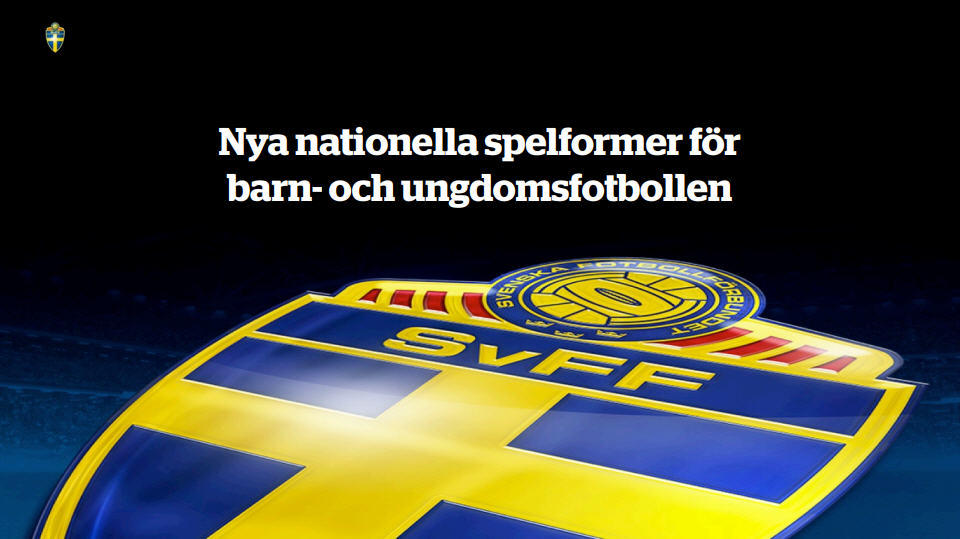 Nya nationella spelformer för
barn- och ungdomsfotbollen
SVENSKA FOTBOLLFÖRBUNDET
SvFF